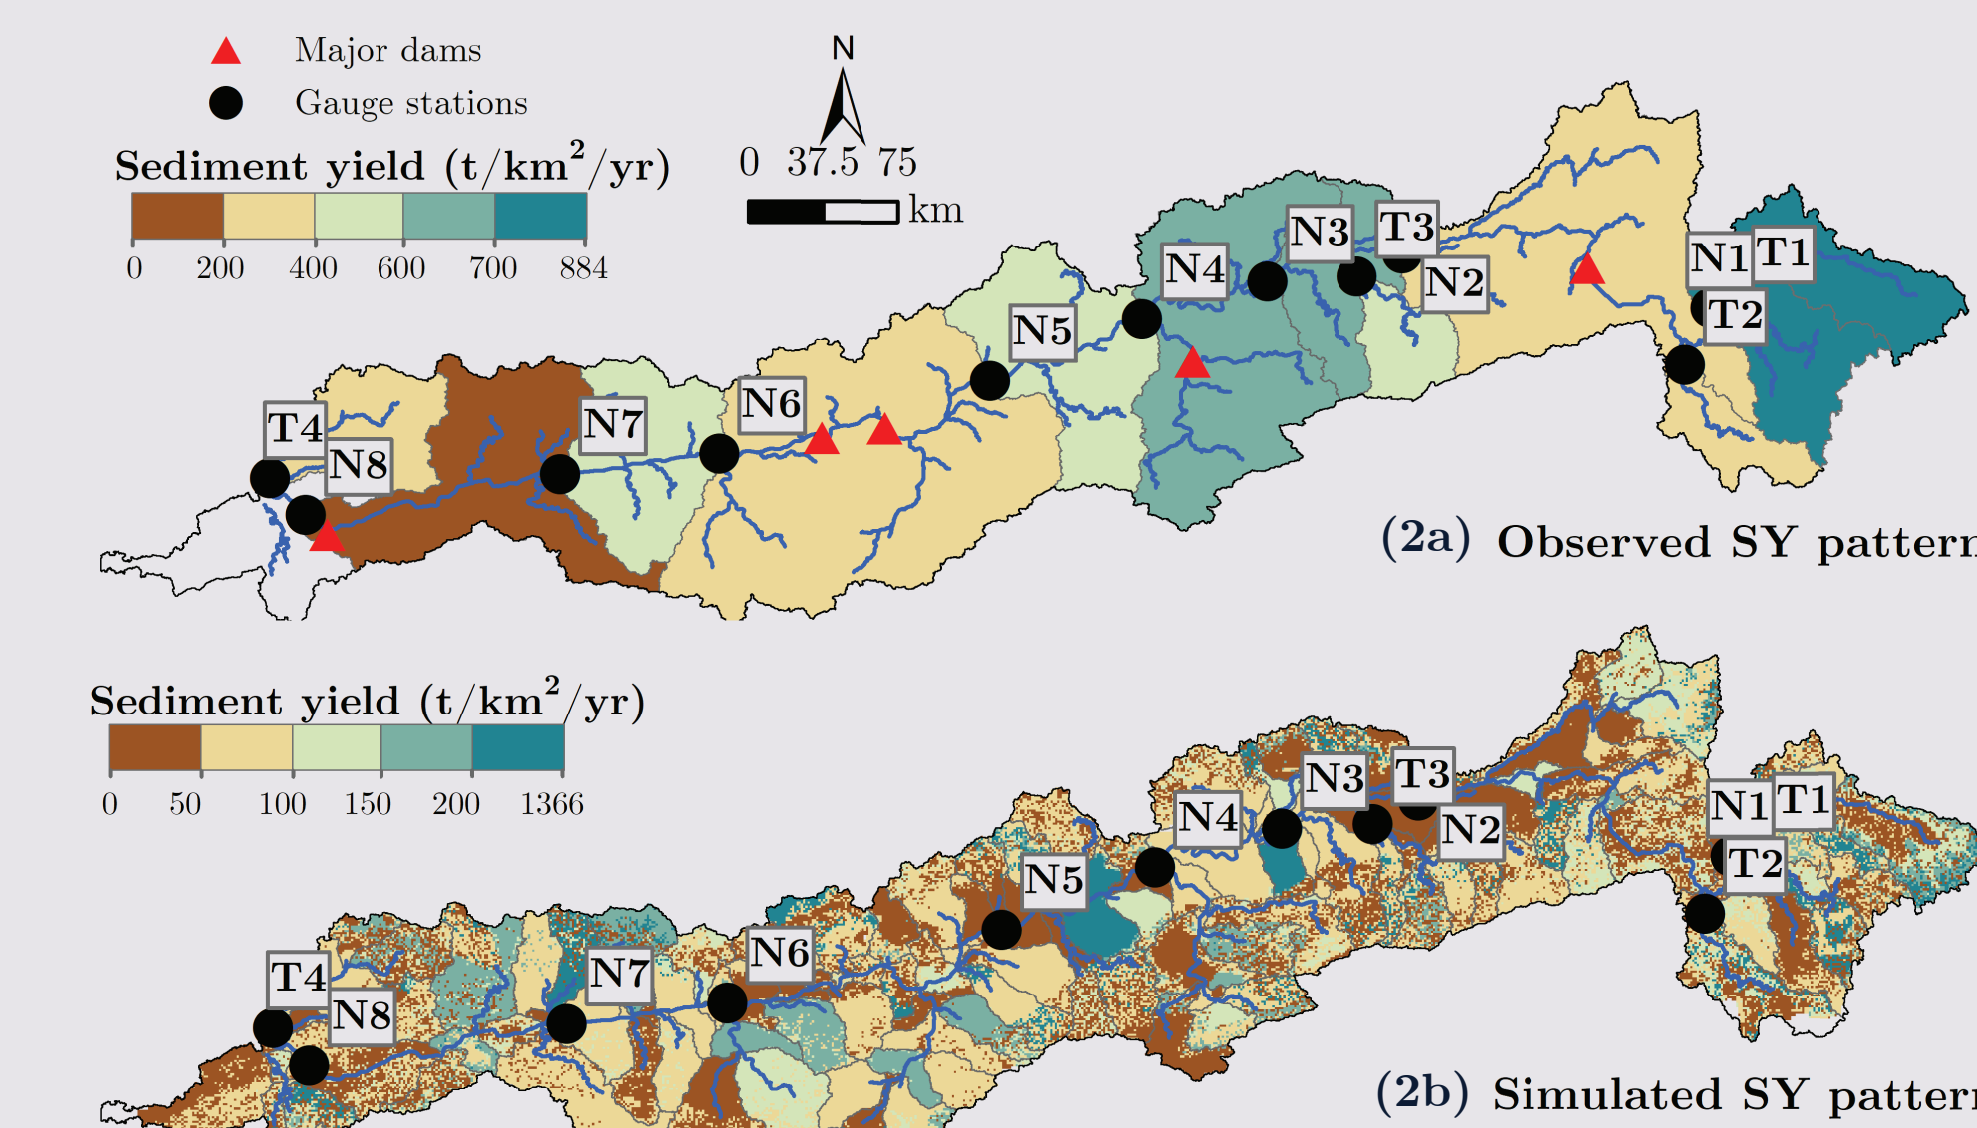 Major dams
Gauge stations
Sediment yield (t/km²/yr)
0 200 400 600 700 884
N
0 37.5 75
km
N3 T3
N4 N2
N1 T1
T2
N5
N6
N7
T4
N8
(2a) Observed SY pattern
Sediment yield (t/km²/yr)
0 50 100 150 200 1366
N3 T3
N4 N2
N1 T1
T2
N5
N6
N7
T4
N8
(2b) Simulated SY pattern